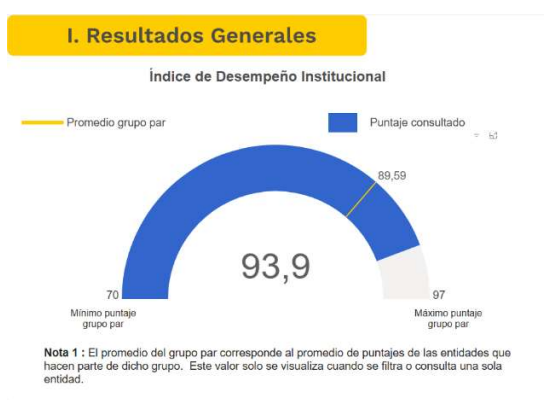 I. Resultados Generales
Índice de Desempeño Institucional
Promedio grupo par
Puntaje consultado
89,59
93,9
70
97
Mínimo puntaje
grupo par
Máximo puntaje
grupo par
Nota 1 : El promedio del grupo par corresponde al promedio de puntajes de las entidades que
hacen parte de dicho grupo. Este valor solo se visualiza cuando se filtra o consulta una sola
entidad.